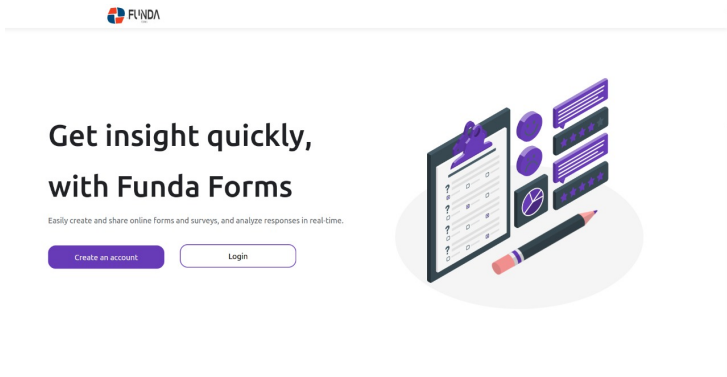 FUNDA
Get insight quickly,
with Funda Forms
Easily create and share online forms and surveys, and analyze responses in real-time.
Create an account
Login
?
?
?
?